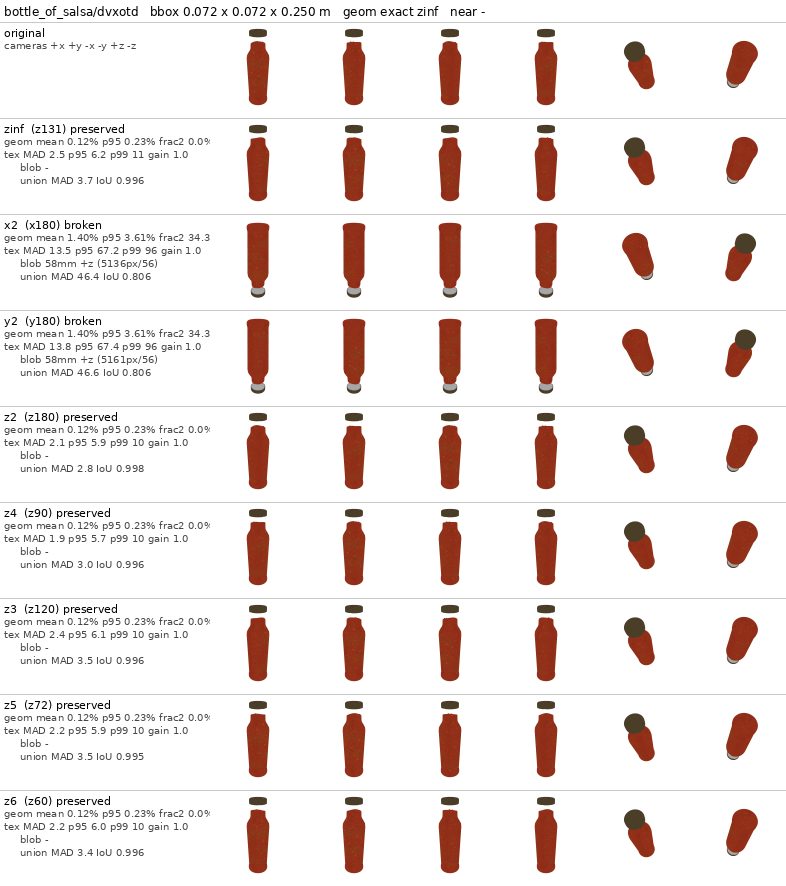 bottle_of_salsa/dvxotd   bbox 0.072 x 0.072 x 0.250 m   geom exact zinf   near -
original
cameras +x +y -x -y +z -z
zinf  (z131) preserved
geom mean 0.12% p95 0.23% frac2 0.0%
tex MAD 2.5 p95 6.2 p99 11 gain 1.0
blob -
union MAD 3.7 IoU 0.996
x2  (x180) broken
geom mean 1.40% p95 3.61% frac2 34.3
tex MAD 13.5 p95 67.2 p99 96 gain 1.0
blob 58mm +z (5136px/56)
union MAD 46.4 IoU 0.806
y2  (y180) broken
geom mean 1.40% p95 3.61% frac2 34.3
tex MAD 13.8 p95 67.4 p99 96 gain 1.0
blob 58mm +z (5161px/56)
union MAD 46.6 IoU 0.806
z2  (z180) preserved
geom mean 0.12% p95 0.23% frac2 0.0%
tex MAD 2.1 p95 5.9 p99 10 gain 1.0
blob -
union MAD 2.8 IoU 0.998
z4  (z90) preserved
geom mean 0.12% p95 0.23% frac2 0.0%
tex MAD 1.9 p95 5.7 p99 10 gain 1.0
blob -
union MAD 3.0 IoU 0.996
z3  (z120) preserved
geom mean 0.12% p95 0.23% frac2 0.0%
tex MAD 2.4 p95 6.1 p99 10 gain 1.0
blob -
union MAD 3.5 IoU 0.996
z5  (z72) preserved
geom mean 0.12% p95 0.23% frac2 0.0%
tex MAD 2.2 p95 5.9 p99 10 gain 1.0
blob -
union MAD 3.5 IoU 0.995
z6  (z60) preserved
geom mean 0.12% p95 0.23% frac2 0.0%
tex MAD 2.2 p95 6.0 p99 10 gain 1.0
blob -
union MAD 3.4 IoU 0.996